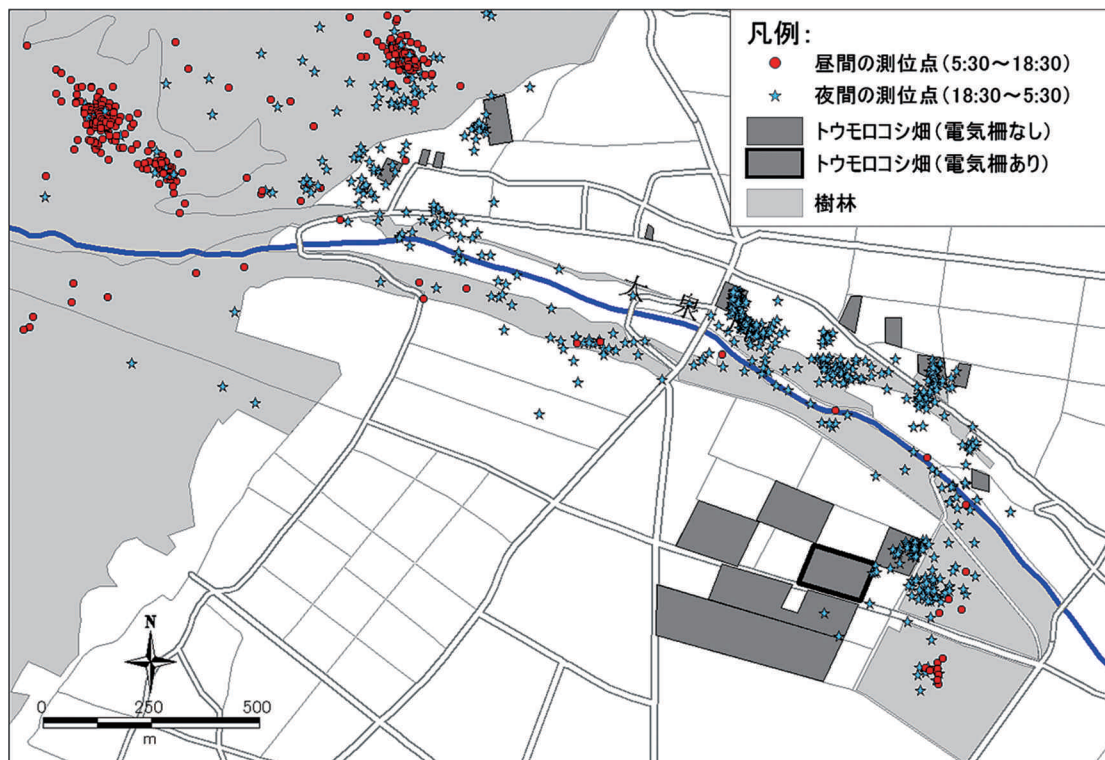 凡例：
昼間の測位点（5:30～18:30）
夜間の測位点（18:30～5:30）
トウモロコシ畑（電気柵なし）
トウモロコシ畑（電気柵あり）
樹林
大泉
N
0 250 500
m